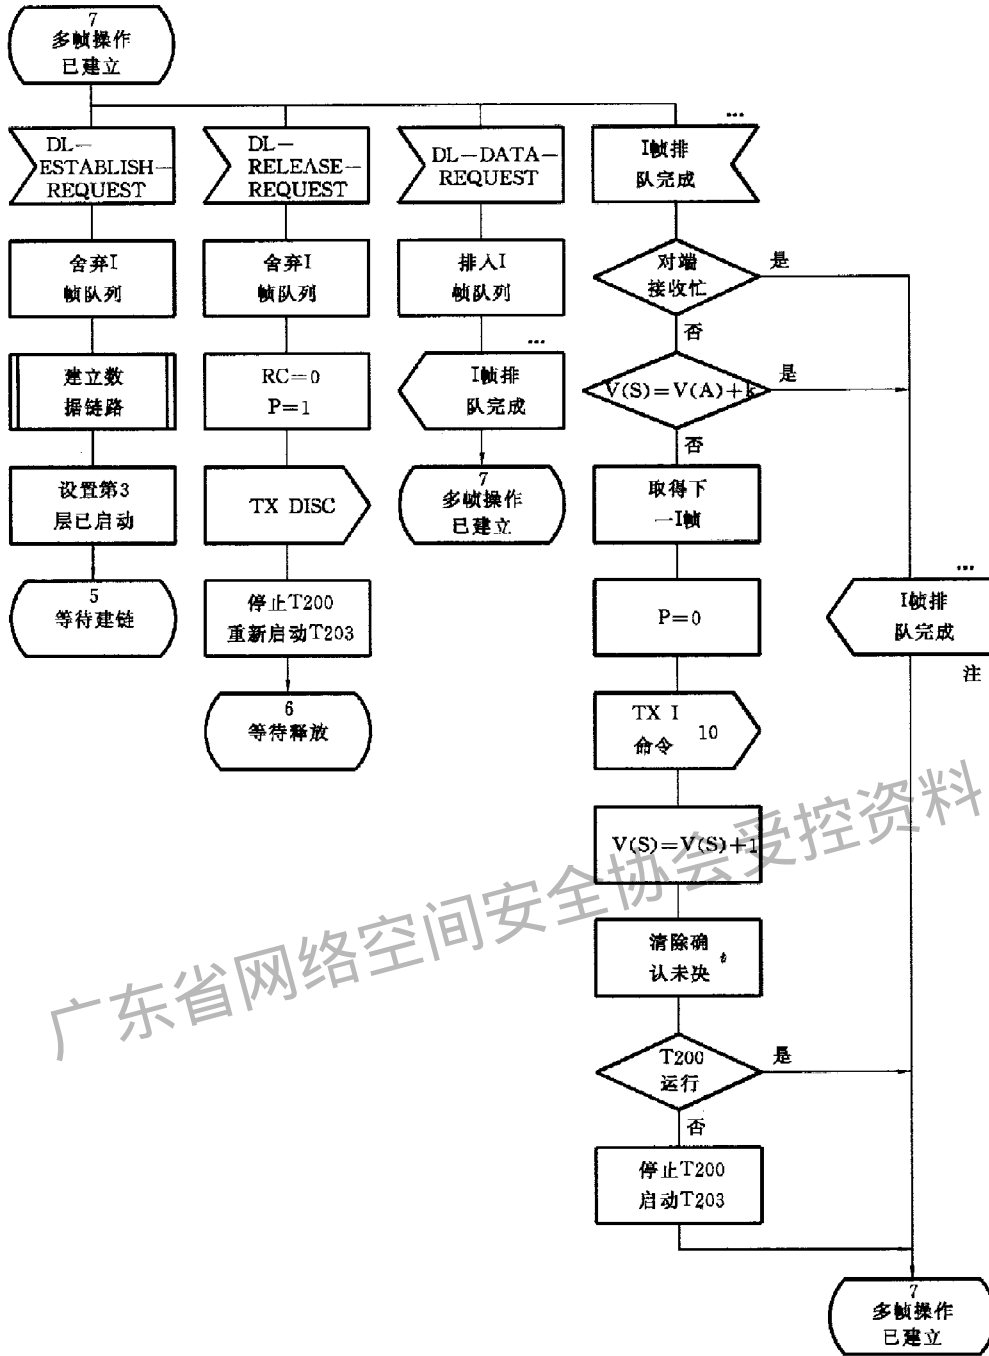 7
多帧操作
已建立
DL—
ESTABLISH—
REQUEST
舍弃I
帧队列
建立数
据链路
设置第3
层已启动
5
等待建链
DL—
RELEASE—
REQUEST
舍弃I
帧队列
RC=0
P=1
TX DISC
停止T200
重新启动T203
6
等待释放
DL—DATA—
REQUEST
排入I
帧队列
...
I帧排
队完成
7
多帧操作
已建立
...
I帧排
队完成
对端
接收忙
是
否
V(S)=V(A)+k
是
否
取得下
一I帧
P=0
TX I
命令 10
V(S)=V(S)+1
清除确
认未决
T200
运行
是
否
停止T200
启动T203
...
I帧排
队完成
注
7
多帧操作
已建立
广东省网络空间安全协会受控资料